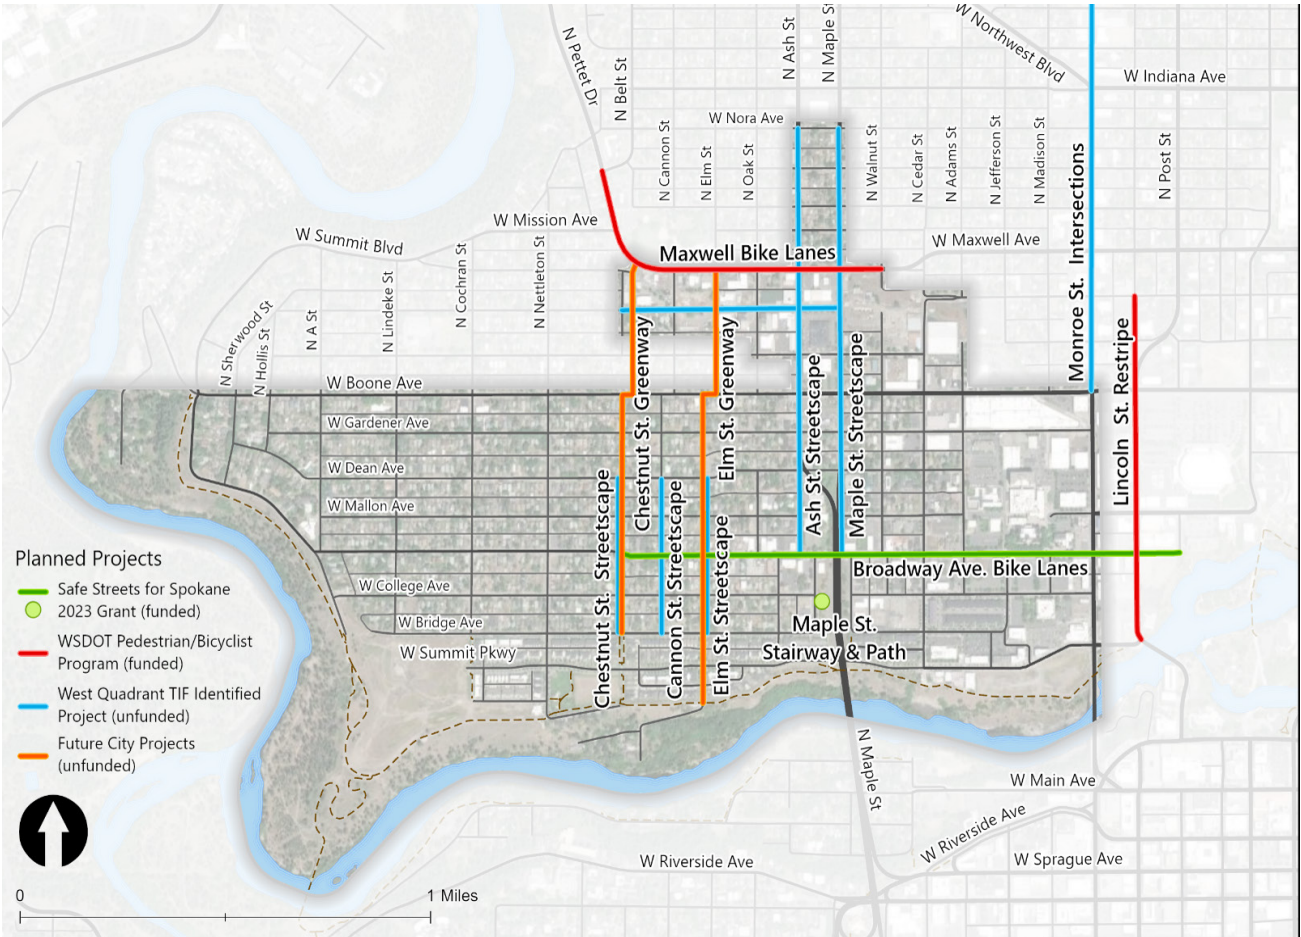 N Pettet Dr
N Belt St
N Ash St
N Maple S
W Northwest Blvd
W Indiana Ave
W Nora Ave
N Cannon St
N Elm St
N Oak St
N Walnut St
N Cedar St
N Adams St
N Jefferson St
N Madison St
N Post St
Monroe St. Intersections
W Mission Ave
W Summit Blvd
W Maxwell Ave
Maxwell Bike Lanes
N Sherwood St
N Hollis St
N A St
N Lindeke St
N Cochran St
N Nettleton St
Chestnut St. Greenway
Elm St. Greenway
Ash St. Streetscape
Maple St. Streetscape
Lincoln St. Restripe
W Boone Ave
W Gardener Ave
W Dean Ave
W Mallon Ave
Chestnut St. Streetscape
Cannon St. Streetscape
Elm St. Streetscape
Broadway Ave. Bike Lanes
W College Ave
W Bridge Ave
W Summit Pkwy
Maple St.
Stairway & Path
Planned Projects
Safe Streets for Spokane
2023 Grant (funded)
WSDOT Pedestrian/Bicyclist
Program (funded)
West Quadrant TIF Identified
Project (unfunded)
Future City Projects
(unfunded)
N Maple St
W Main Ave
W Riverside Ave
W Riverside Ave
W Sprague Ave
0
1 Miles